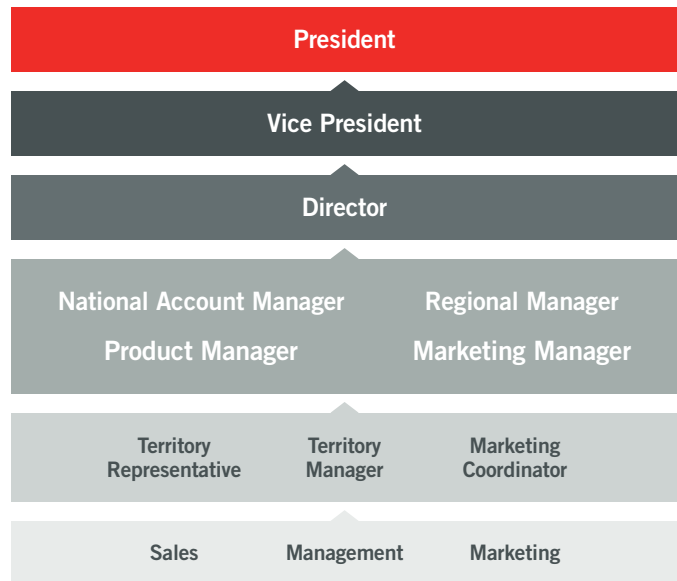 President
Vice President
Director
National Account Manager
Regional Manager
Product Manager
Marketing Manager
Territory
Representative
Territory
Manager
Marketing
Coordinator
Sales
Management
Marketing